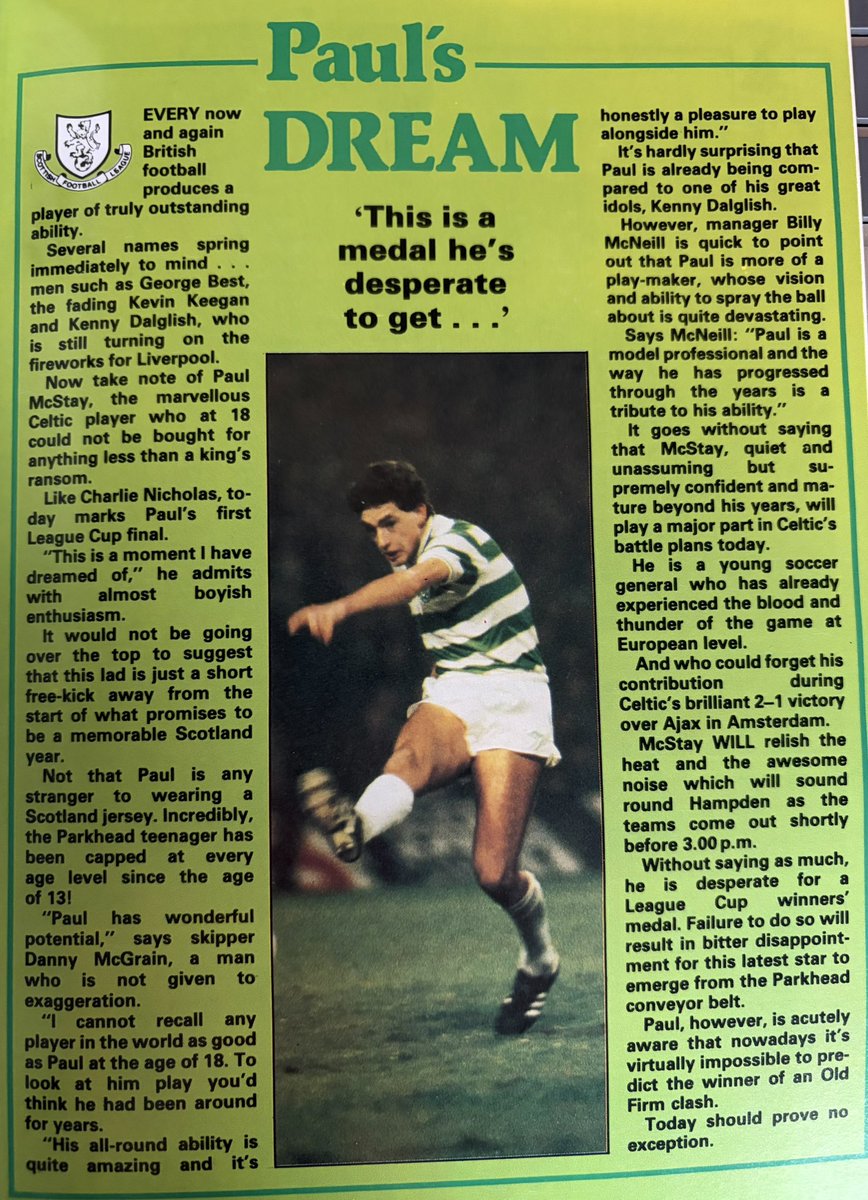 Paul's
DREAM
'This is a
medal he's
desperate
to get . . .'
SCOTTISH FOOTBALL LEAGUE
EVERY now
and again
British
football
produces a
player of truly outstanding
ability.
Several names spring
immediately to mind . . .
men such as George Best,
the fading Kevin Keegan
and Kenny Dalglish, who
is still turning on the
fireworks for Liverpool.
Now take note of Paul
McStay, the marvellous
Celtic player who at 18
could not be bought for
anything less than a king's
ransom.
Like Charlie Nicholas, to-
day marks Paul's first
League Cup final.
"This is a moment I have
dreamed of," he admits
with almost boyish
enthusiasm.
It would not be going
over the top to suggest
that this lad is just a short
free-kick away from the
start of what promises to
be a memorable Scotland
year.
Not that Paul is any
stranger to wearing a
Scotland jersey. Incredibly,
the Parkhead teenager has
been capped at every
age level since the age
of 13!
"Paul has wonderful
potential," says skipper
Danny McGrain, a man
who is not given to
exaggeration.
"I cannot recall any
player in the world as good
as Paul at the age of 18. To
look at him play you'd
think he had been around
for years.
"His all-round ability is
quite amazing and it's
honestly a pleasure to play
alongside him."
It's hardly surprising that
Paul is already being com-
pared to one of his great
idols, Kenny Dalglish.
However, manager Billy
McNeill is quick to point
out that Paul is more of a
play-maker, whose vision
and ability to spray the ball
about is quite devastating.
Says McNeill: "Paul is a
model professional and the
way he has progressed
through the years is a
tribute to his ability."
It goes without saying
that McStay, quiet and
unassuming but su-
premely confident and ma-
ture beyond his years, will
play a major part in Celtic's
battle plans today.
He is a young soccer
general who has already
experienced the blood and
thunder of the game at
European level.
And who could forget his
contribution during
Celtic's brilliant 2–1 victory
over Ajax in Amsterdam.
McStay WILL relish the
heat and the awesome
noise which will sound
round Hampden as the
teams come out shortly
before 3.00 p.m.
Without saying as much,
he is desperate for a
League Cup winners'
medal. Failure to do so will
result in bitter disappoint-
ment for this latest star to
emerge from the Parkhead
conveyor belt.
Paul, however, is acutely
aware that nowadays it's
virtually impossible to pre-
dict the winner of an Old
Firm clash.
Today should prove no
exception.